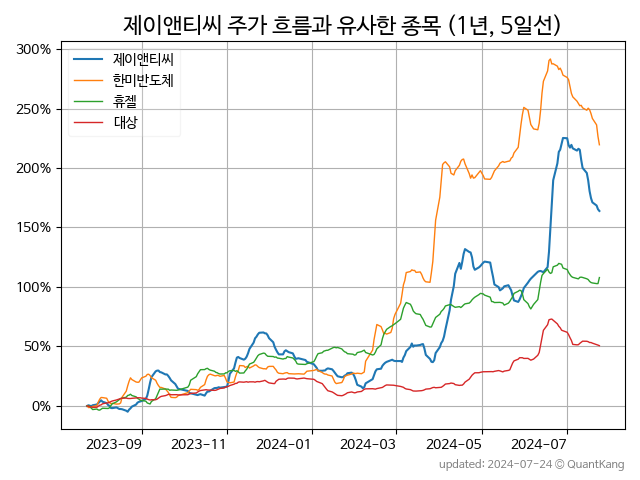 제이앤티씨 주가 흐름과 유사한 종목 (1년, 5일선)
300%
250%
200%
150%
100%
50%
0%
제이앤티씨
한미반도체
휴젤
대상
2023-09
2023-11
2024-01
2024-03
2024-05
2024-07
updated: 2024-07-24 © QuantKang